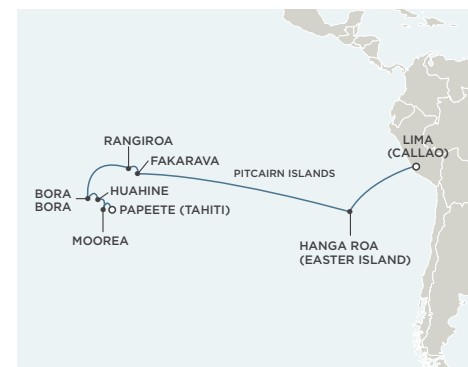 LIMA
(CALLAO)
RANGIROA
FAKARAVA
PITCAIRN ISLANDS
BORA
BORA
HUAHINE
PAPEETE (TAHITI)
MOOREA
HANGA ROA
(EASTER ISLAND)